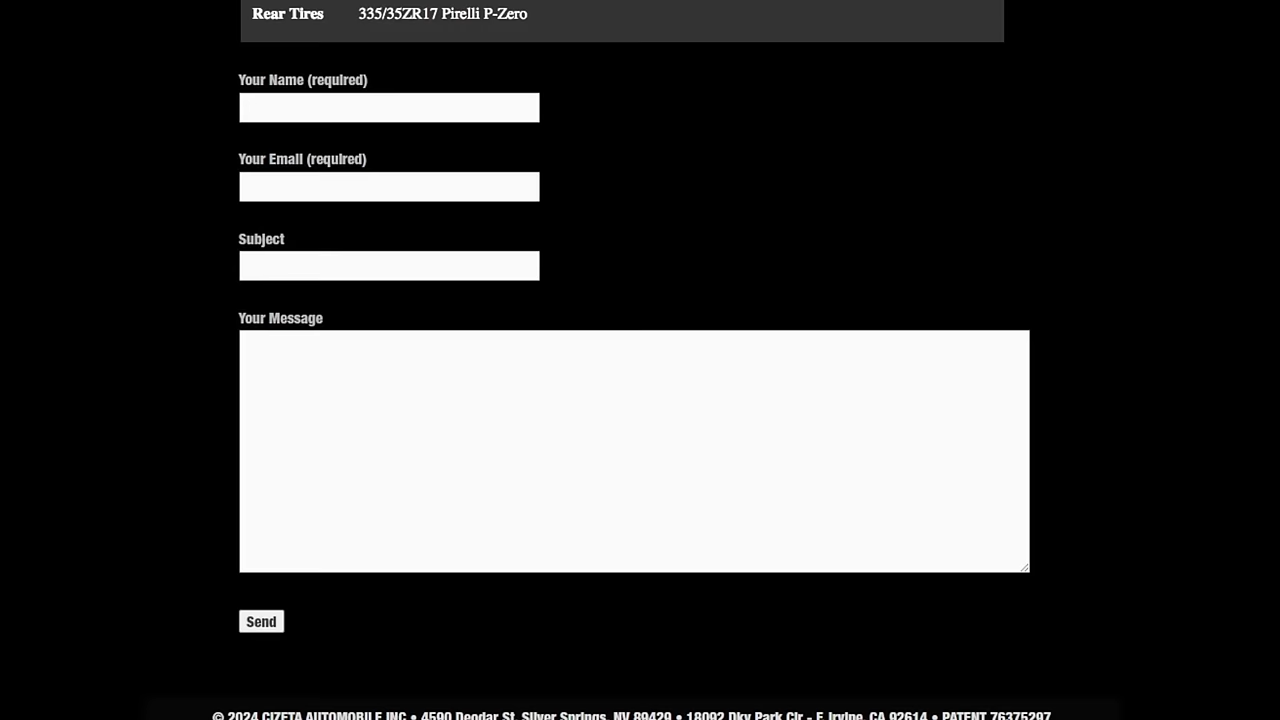 Rear Tires 335/35ZR17 Pirelli P-Zero
Your Name (required)
Your Email (required)
Subject
Your Message
Send
© 2024 CIZETA AUTOMOBILE INC • 4590 Deodar St. Silver Springs, NV 89429 • 18092 Dky Park Cir - F, Irvine, CA 92614 • PATENT 76375297